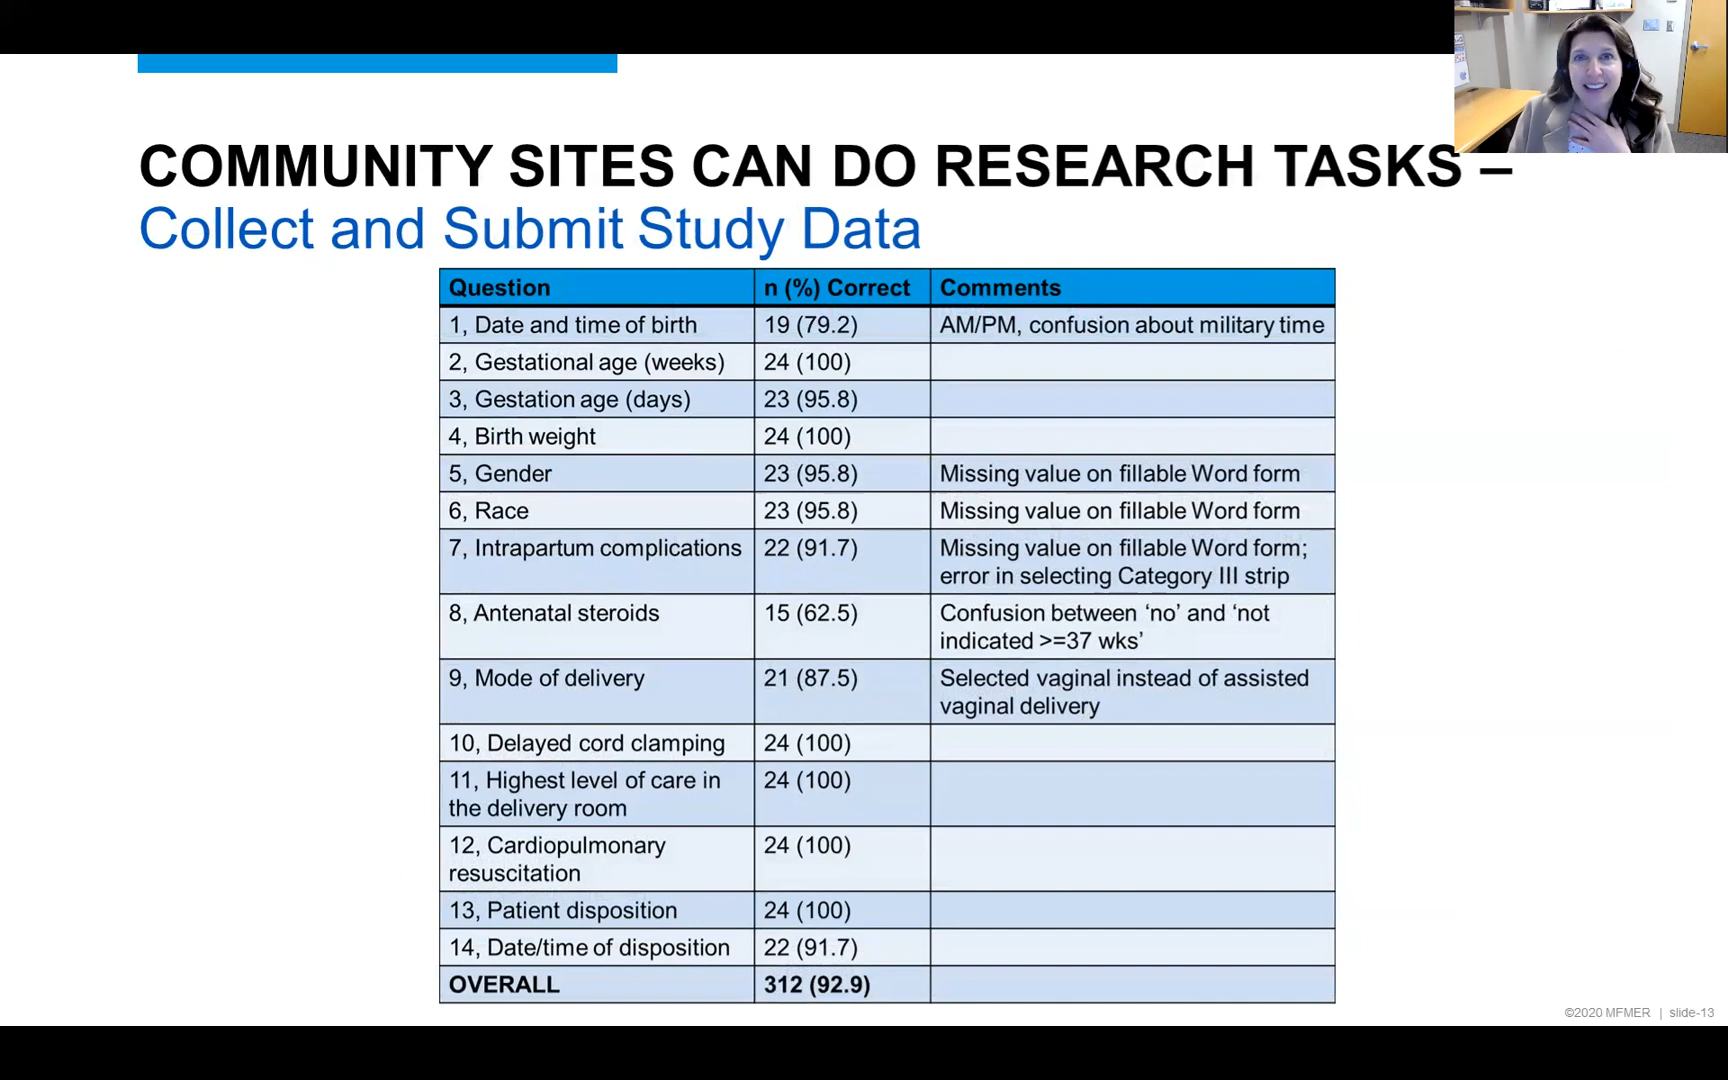 COMMUNITY SITES CAN DO RESEARCH TASKS –
Collect and Submit Study Data
Question n (%) Correct Comments
1, Date and time of birth 19 (79.2) AM/PM, confusion about military time
2, Gestational age (weeks) 24 (100)
3, Gestation age (days) 23 (95.8)
4, Birth weight 24 (100)
5, Gender 23 (95.8) Missing value on fillable Word form
6, Race 23 (95.8) Missing value on fillable Word form
7, Intrapartum complications 22 (91.7) Missing value on fillable Word form;
error in selecting Category III strip
8, Antenatal steroids 15 (62.5) Confusion between ‘no’ and ‘not
indicated >=37 wks’
9, Mode of delivery 21 (87.5) Selected vaginal instead of assisted
vaginal delivery
10, Delayed cord clamping 24 (100)
11, Highest level of care in 24 (100)
the delivery room
12, Cardiopulmonary 24 (100)
resuscitation
13, Patient disposition 24 (100)
14, Date/time of disposition 22 (91.7)
OVERALL 312 (92.9)
©2020 MFMER | slide-13